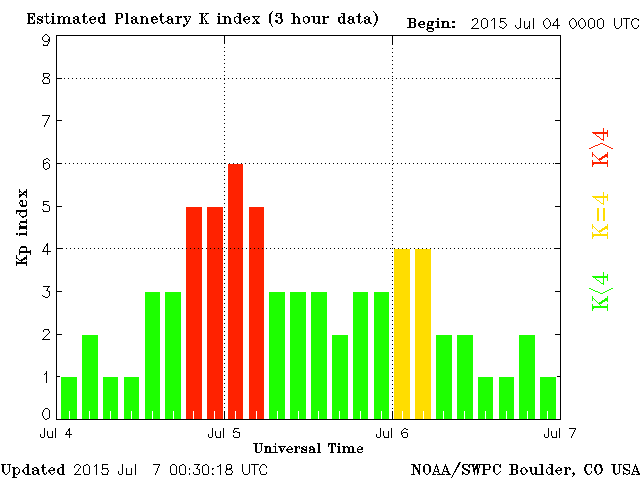 Estimated Planetary K index (3 hour data)
Begin: 2015 Jul 04 0000 UTC
9
8
7
6
5
4
3
2
1
0
Kp index
K>4
K=4
K<4
Jul 4
Jul 5
Jul 6
Jul 7
Universal Time
Updated 2015 Jul 7 00:30:18 UTC
NOAA/SWPC Boulder, CO USA